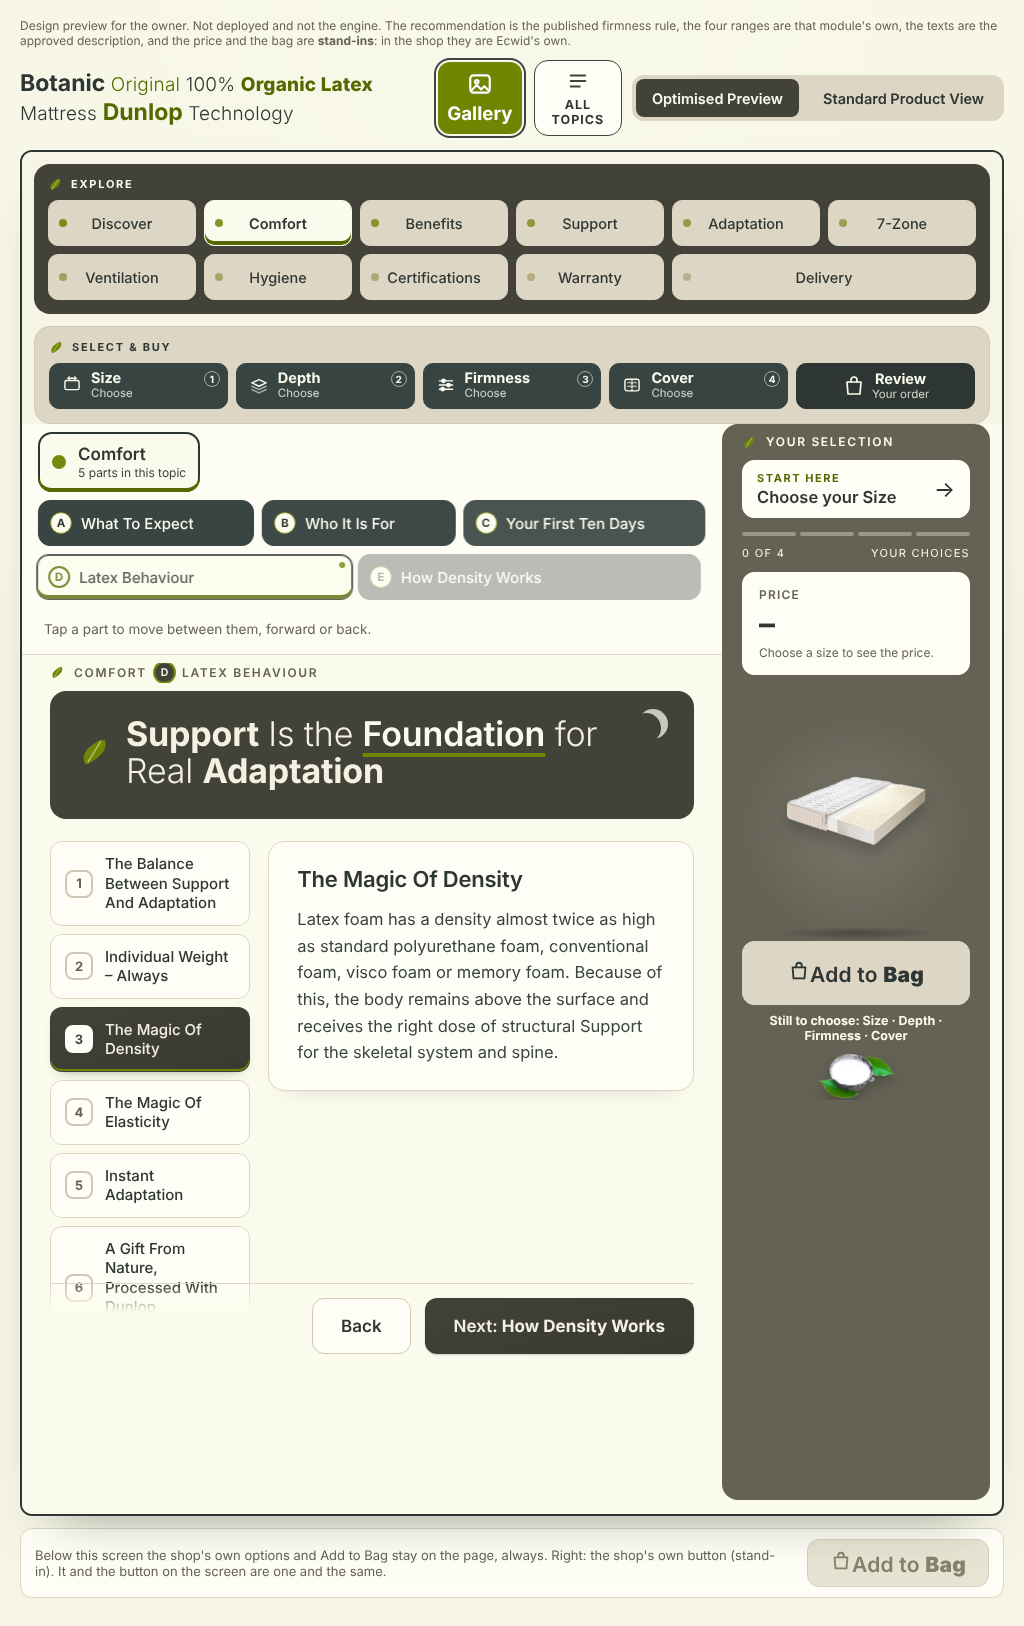 Design preview for the owner. Not deployed and not the engine. The recommendation is the published firmness rule, the four ranges are that module's own, the texts are the
approved description, and the price and the bag are stand-ins: in the shop they are Ecwid's own.
Botanic Original 100% Organic Latex
Mattress Dunlop Technology
Gallery
ALL
TOPICS
Optimised Preview
Standard Product View
EXPLORE
Discover
Comfort
Benefits
Support
Adaptation
7-Zone
Ventilation
Hygiene
Certifications
Warranty
Delivery
SELECT & BUY
Size
Choose
1
Depth
Choose
2
Firmness
Choose
3
Cover
Choose
4
Review
Your order
Comfort
5 parts in this topic
A What To Expect
B Who It Is For
C Your First Ten Days
D Latex Behaviour
E How Density Works
Tap a part to move between them, forward or back.
COMFORT D LATEX BEHAVIOUR
Support Is the Foundation for
Real Adaptation
1
The Balance
Between Support
And Adaptation
2
Individual Weight
– Always
3
The Magic Of
Density
4
The Magic Of
Elasticity
5
Instant
Adaptation
6
A Gift From
Nature,
Processed With
Dunlop
The Magic Of Density
Latex foam has a density almost twice as high
as standard polyurethane foam, conventional
foam, visco foam or memory foam. Because of
this, the body remains above the surface and
receives the right dose of structural Support
for the skeletal system and spine.
Back
Next: How Density Works
YOUR SELECTION
START HERE
Choose your Size
0 OF 4
YOUR CHOICES
PRICE
–
Choose a size to see the price.
Add to Bag
Still to choose: Size · Depth ·
Firmness · Cover
Below this screen the shop's own options and Add to Bag stay on the page, always. Right: the shop's own button (stand-
in). It and the button on the screen are one and the same.
Add to Bag